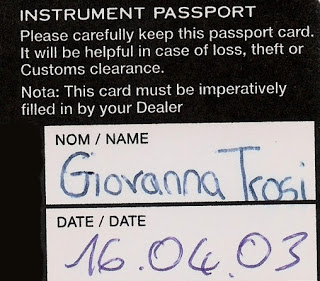 INSTRUMENT PASSPORT
Please carefully keep this passport card.
It will be helpful in case of loss, theft or
Customs clearance.
Nota: This card must be imperatively
filled in by your Dealer
NOM / NAME
Giovanna Trosi
DATE / DATE
16.04.03